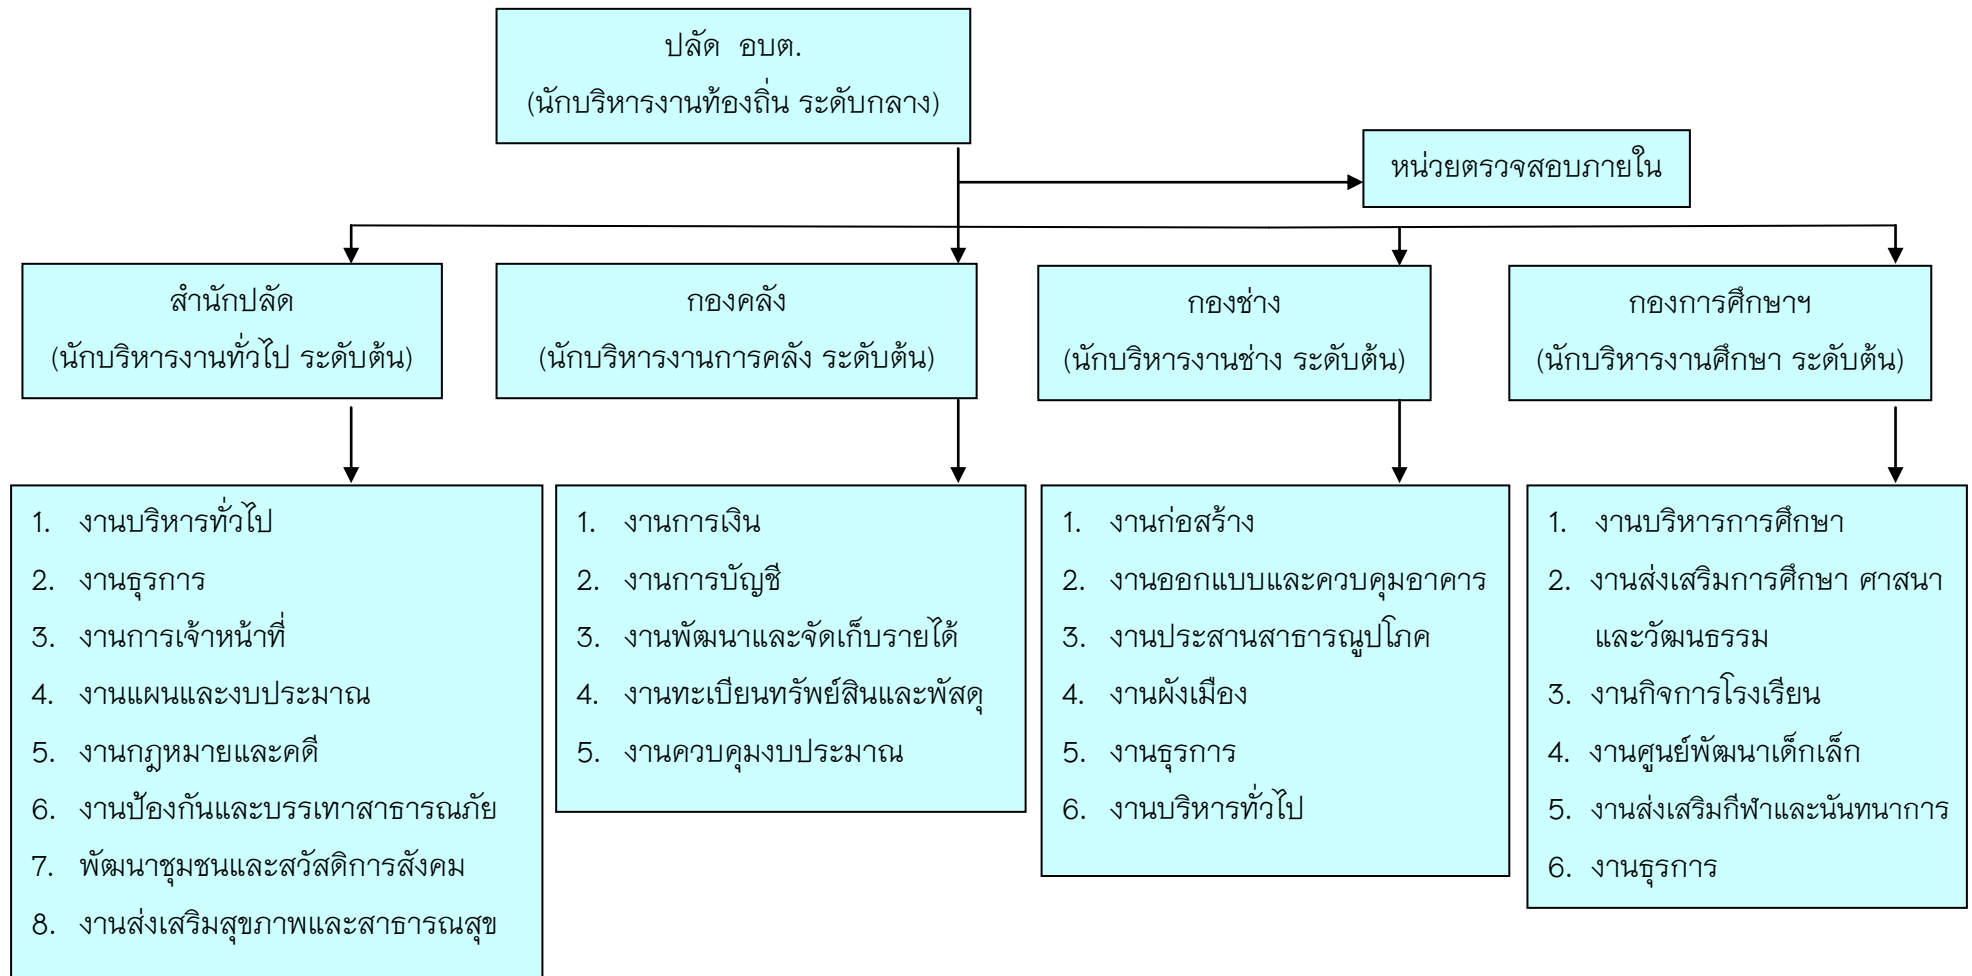 ปลัด อบต.
(นักบริหารงานท้องถิ่น ระดับกลาง)
หน่วยตรวจสอบภายใน
สำนักปลัด
(นักบริหารงานทั่วไป ระดับต้น)
กองคลัง
(นักบริหารงานการคลัง ระดับต้น)
กองช่าง
(นักบริหารงานช่าง ระดับต้น)
กองการศึกษาฯ
(นักบริหารงานศึกษา ระดับต้น)
1. งานบริหารทั่วไป
2. งานธุรการ
3. งานการเจ้าหน้าที่
4. งานแผนและงบประมาณ
5. งานกฎหมายและคดี
6. งานป้องกันและบรรเทาสาธารณภัย
7. พัฒนาชุมชนและสวัสดิการสังคม
8. งานส่งเสริมสุขภาพและสาธารณสุข
1. งานการเงิน
2. งานการบัญชี
3. งานพัฒนาและจัดเก็บรายได้
4. งานทะเบียนทรัพย์สินและพัสดุ
5. งานควบคุมงบประมาณ
1. งานก่อสร้าง
2. งานออกแบบและควบคุมอาคาร
3. งานประสานสาธารณูปโภค
4. งานผังเมือง
5. งานธุรการ
6. งานบริหารทั่วไป
1. งานบริหารการศึกษา
2. งานส่งเสริมการศึกษา ศาสนา
และวัฒนธรรม
3. งานกิจการโรงเรียน
4. งานศูนย์พัฒนาเด็กเล็ก
5. งานส่งเสริมกีฬาและนันทนาการ
6. งานธุรการ